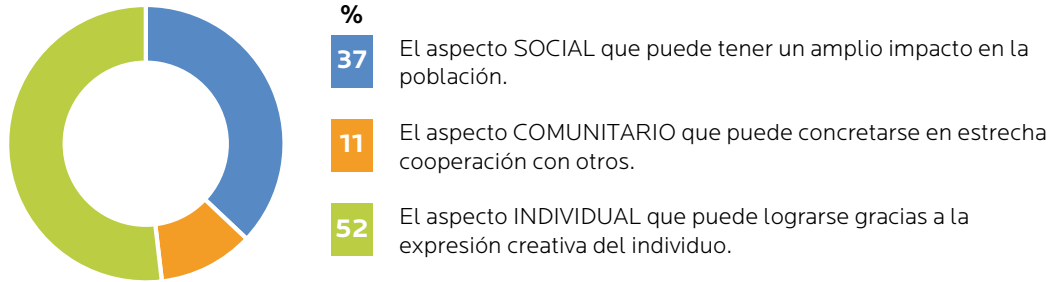 %
37
El aspecto SOCIAL que puede tener un amplio impacto en la
población.
11
El aspecto COMUNITARIO que puede concretarse en estrecha
cooperación con otros.
52
El aspecto INDIVIDUAL que puede lograrse gracias a la
expresión creativa del individuo.